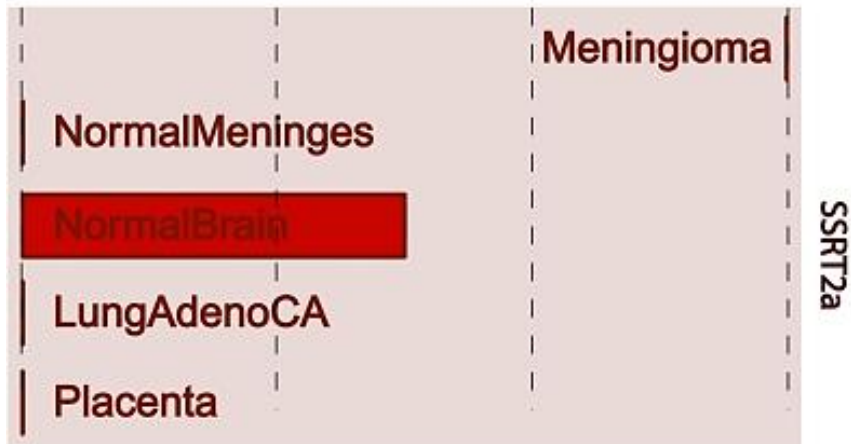 Meningioma
NormalMeninges
NormalBrain
LungAdenoCA
Placenta
SSRT2a